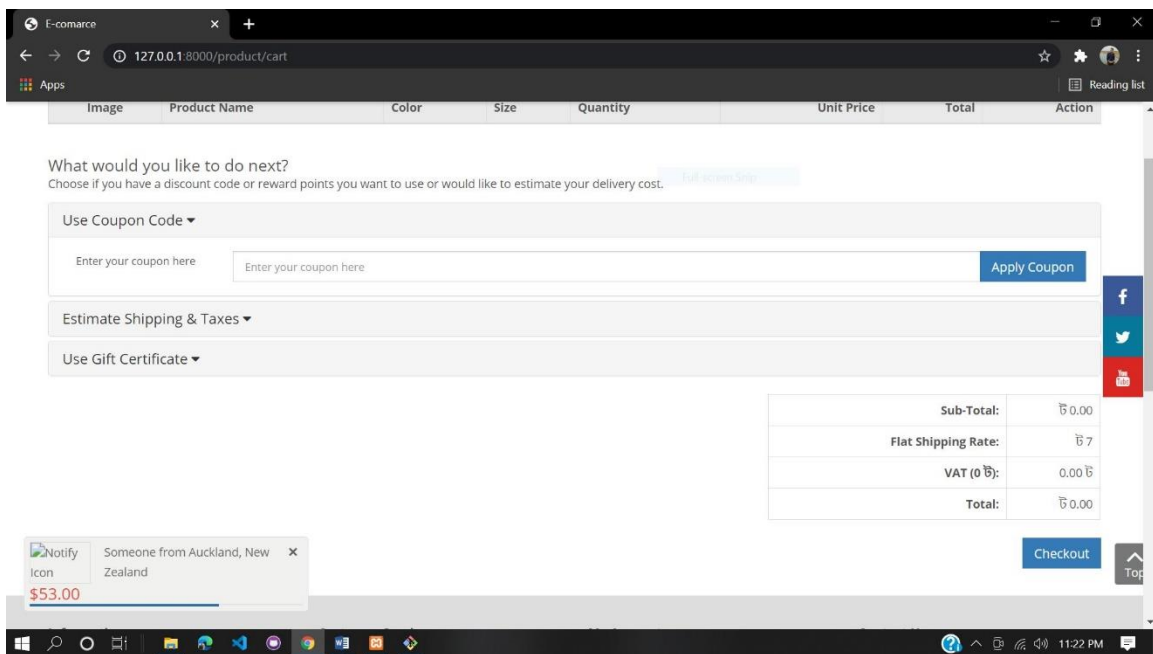 E-comarce
127.0.0.1:8000/product/cart
Apps
Reading list
Image Product Name Color Size Quantity Unit Price Total Action
What would you like to do next?
Choose if you have a discount code or reward points you want to use or would like to estimate your delivery cost.
Use Coupon Code
Enter your coupon here Enter your coupon here Apply Coupon
Estimate Shipping & Taxes
Use Gift Certificate
You Tube
Sub-Total: ৳ 0.00
Flat Shipping Rate: ৳ 7
VAT (0 ৳): 0.00 ৳
Total: ৳ 0.00
Checkout
Top
Notify Icon
Someone from Auckland, New
Zealand
$53.00
11:22 PM